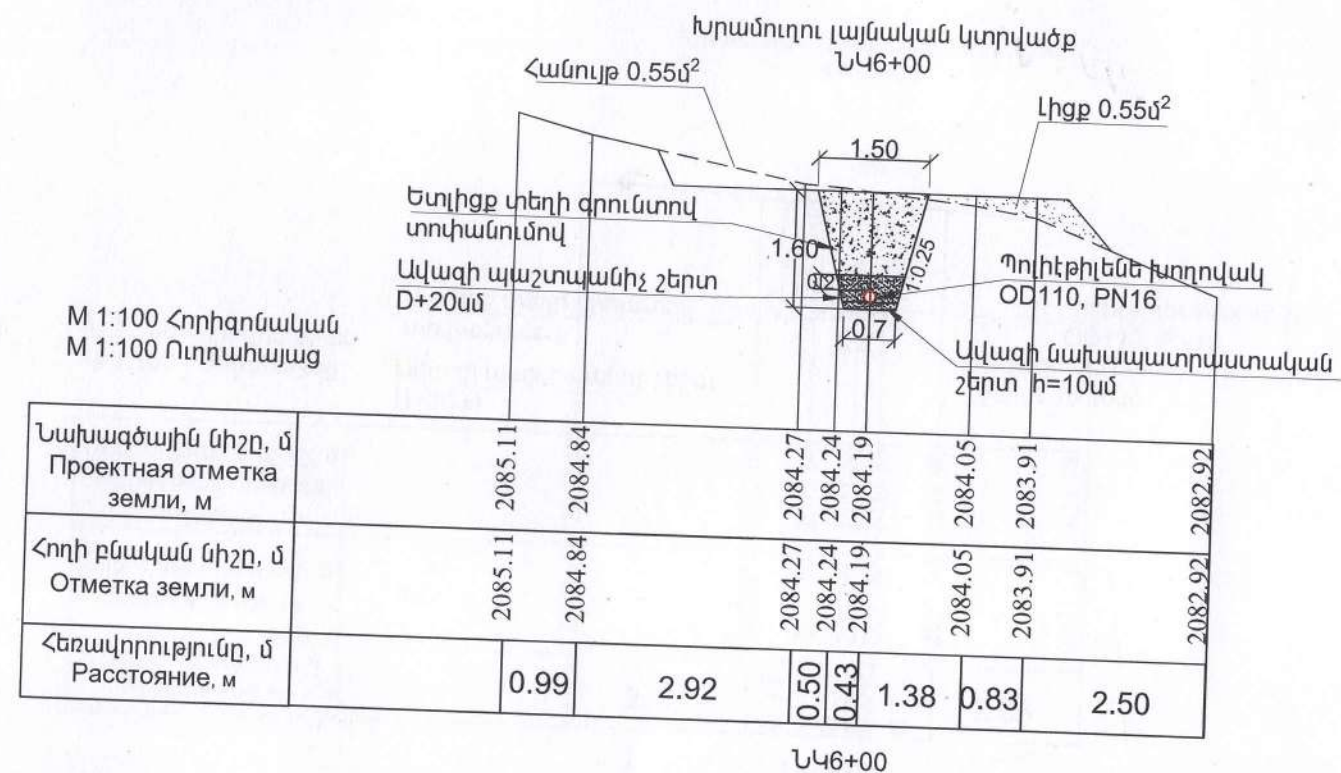 Խրամուղու լայնական կտրվածք
ՆԿ6+00
Հանույթ 0.55մ²
Լիցք 0.55մ²
1.50
Ետլիցք տեղի գրունտով
տոփանումով
1.60
1:0.25
Ավազի պաշտպանիչ շերտ
D+20սմ
0.2
Պոլիէթիլենե խողովակ
OD110, PN16
0.7
Ավազի նախապատրաստական
շերտ h=10սմ
M 1:100 Հորիզոնական
M 1:100 Ուղղահայաց
Նախագծային նիշը, մ
Проектная отметка
земли, м
2085.11 2084.84 2084.27 2084.24 2084.19 2084.05 2083.91 2082.92
Հողի բնական նիշը, մ
Отметка земли, м
2085.11 2084.84 2084.27 2084.24 2084.19 2084.05 2083.91 2082.92
Հեռավորությունը, մ
Расстояние, м
0.99 2.92 0.50 0.43 1.38 0.83 2.50
ՆԿ6+00